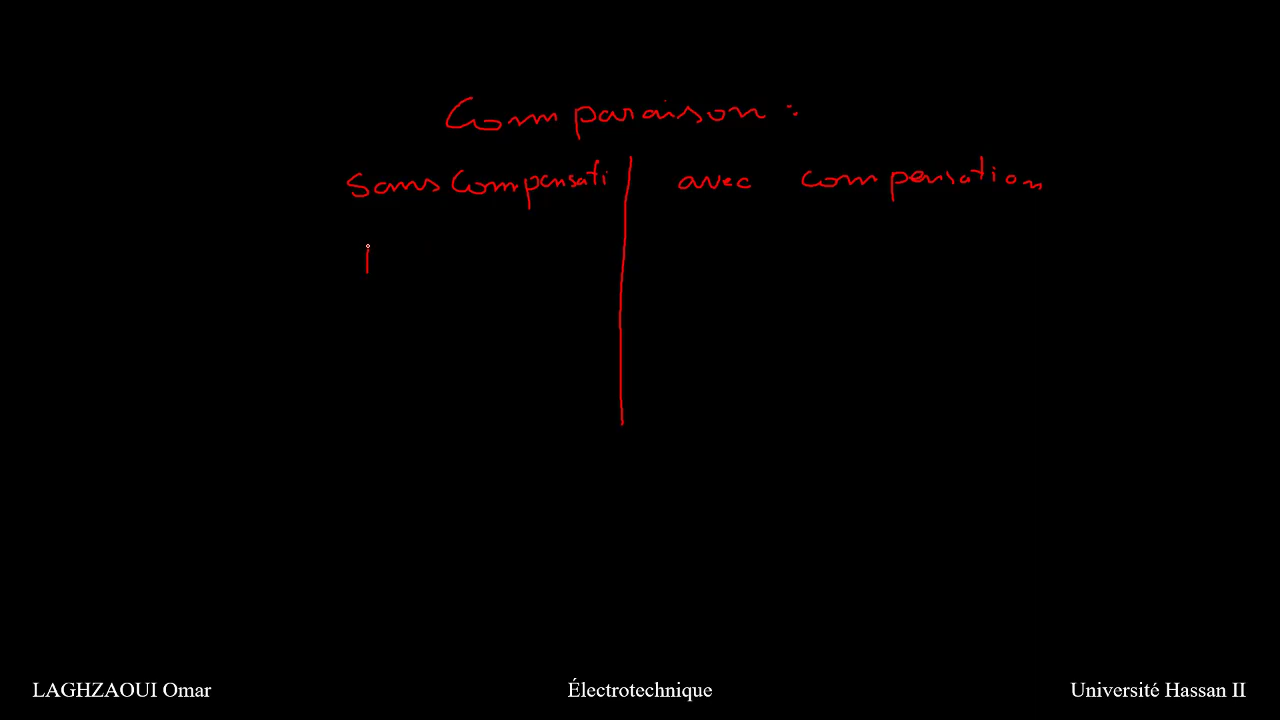 Comparaison :
sans compensati avec compensation
LAGHZAOUI Omar Électrotechnique Université Hassan II